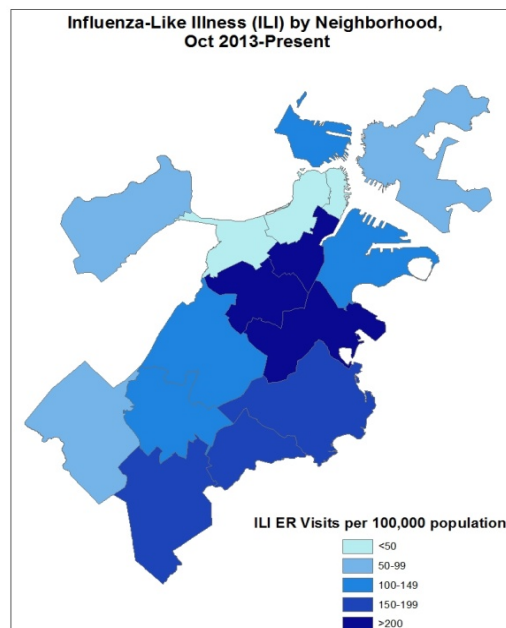 Influenza-Like Illness (ILI) by Neighborhood,
Oct 2013-Present
ILI ER Visits per 100,000 population
<50
50-99
100-149
150-199
>200